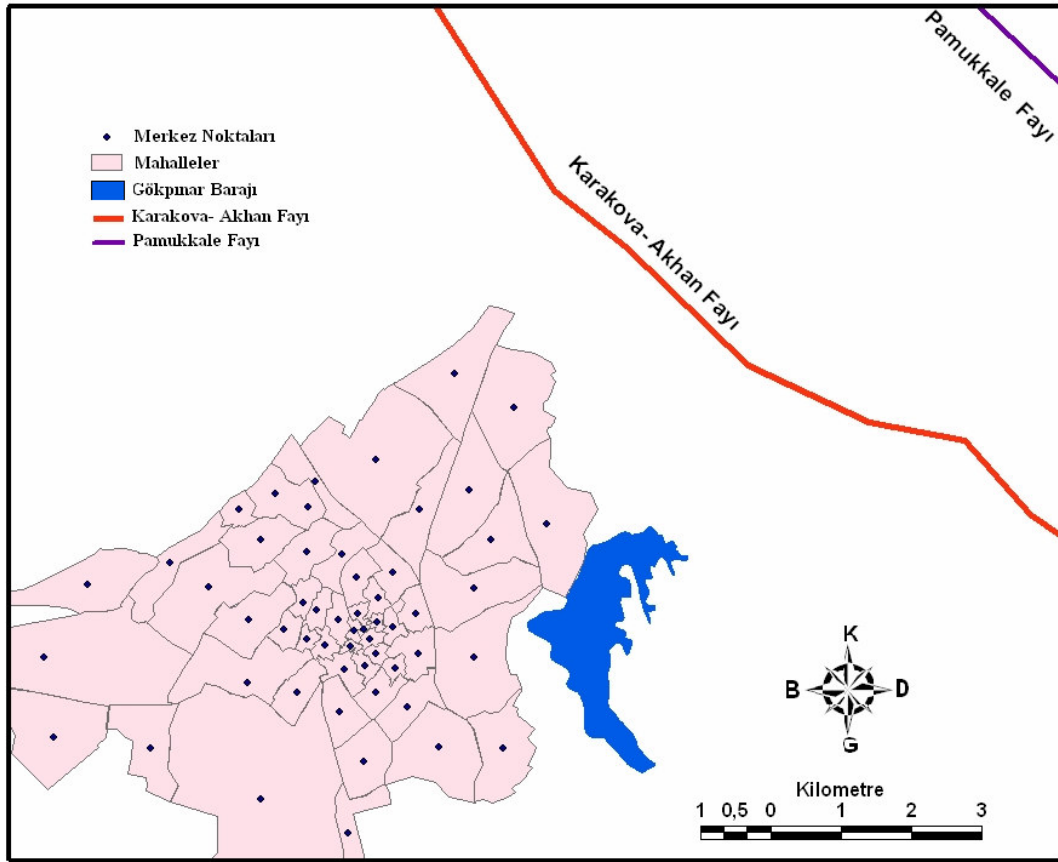 Pamukkale Fayı
Karakova- Akhan Fayı
Merkez Noktaları
Mahalleler
Gökpınar Barajı
Karakova- Akhan Fayı
Pamukkale Fayı
K
B D
G
Kilometre
1 0,5 0 1 2 3